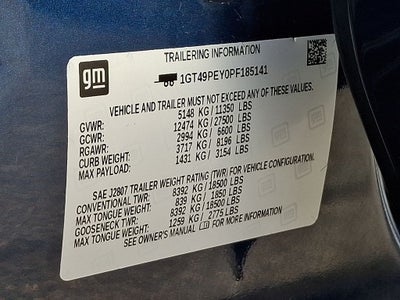 gm
TRAILERING INFORMATION
1GT49PEY0PF185141
VEHICLE AND TRAILER MUST NOT EXCEED ANY OF THESE VALUES.
GVWR: 5148 KG/11350 LBS
GCWR: 12474 KG/27500 LBS
RGAWR: 2994 KG/ 6600 LBS
CURB WEIGHT: 3717 KG/ 8196 LBS
MAX PAYLOAD: 1431 KG/ 3154 LBS
SAE J2807 TRAILER WEIGHT RATING (TWR) FOR VEHICLE CONFIGURATION.
CONVENTIONAL TWR: 8392 KG/18500 LBS
MAX TONGUE WEIGHT: 839 KG/ 1850 LBS
GOOSENECK TWR: 8392 KG/18500 LBS
MAX TONGUE WEIGHT: 1259 KG/ 2775 LBS
SEE OWNER'S MANUAL FOR MORE INFORMATION